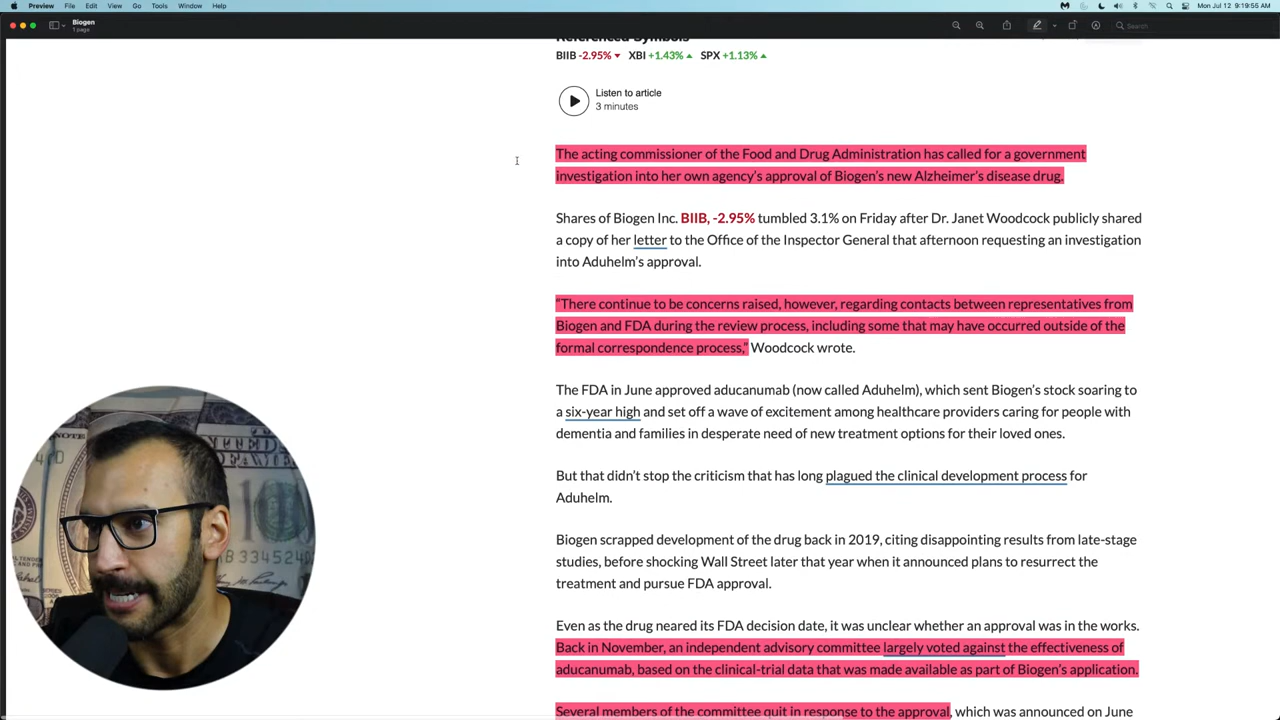 Preview File Edit View Go Tools Window Help
Mon Jul 12 9:19:55 AM
Biogen
1 page
Search
Referenced Symbols
BIIB -2.95% XBI +1.43% SPX +1.13%
Listen to article
3 minutes
The acting commissioner of the Food and Drug Administration has called for a government
investigation into her own agency’s approval of Biogen’s new Alzheimer’s disease drug.
Shares of Biogen Inc. BIIB, -2.95% tumbled 3.1% on Friday after Dr. Janet Woodcock publicly shared
a copy of her letter to the Office of the Inspector General that afternoon requesting an investigation
into Aduhelm’s approval.
“There continue to be concerns raised, however, regarding contacts between representatives from
Biogen and FDA during the review process, including some that may have occurred outside of the
formal correspondence process,” Woodcock wrote.
The FDA in June approved aducanumab (now called Aduhelm), which sent Biogen’s stock soaring to
a six-year high and set off a wave of excitement among healthcare providers caring for people with
dementia and families in desperate need of new treatment options for their loved ones.
But that didn’t stop the criticism that has long plagued the clinical development process for
Aduhelm.
Biogen scrapped development of the drug back in 2019, citing disappointing results from late-stage
studies, before shocking Wall Street later that year when it announced plans to resurrect the
treatment and pursue FDA approval.
Even as the drug neared its FDA decision date, it was unclear whether an approval was in the works.
Back in November, an independent advisory committee largely voted against the effectiveness of
aducanumab, based on the clinical-trial data that was made available as part of Biogen’s application.
Several members of the committee quit in response to the approval, which was announced on June